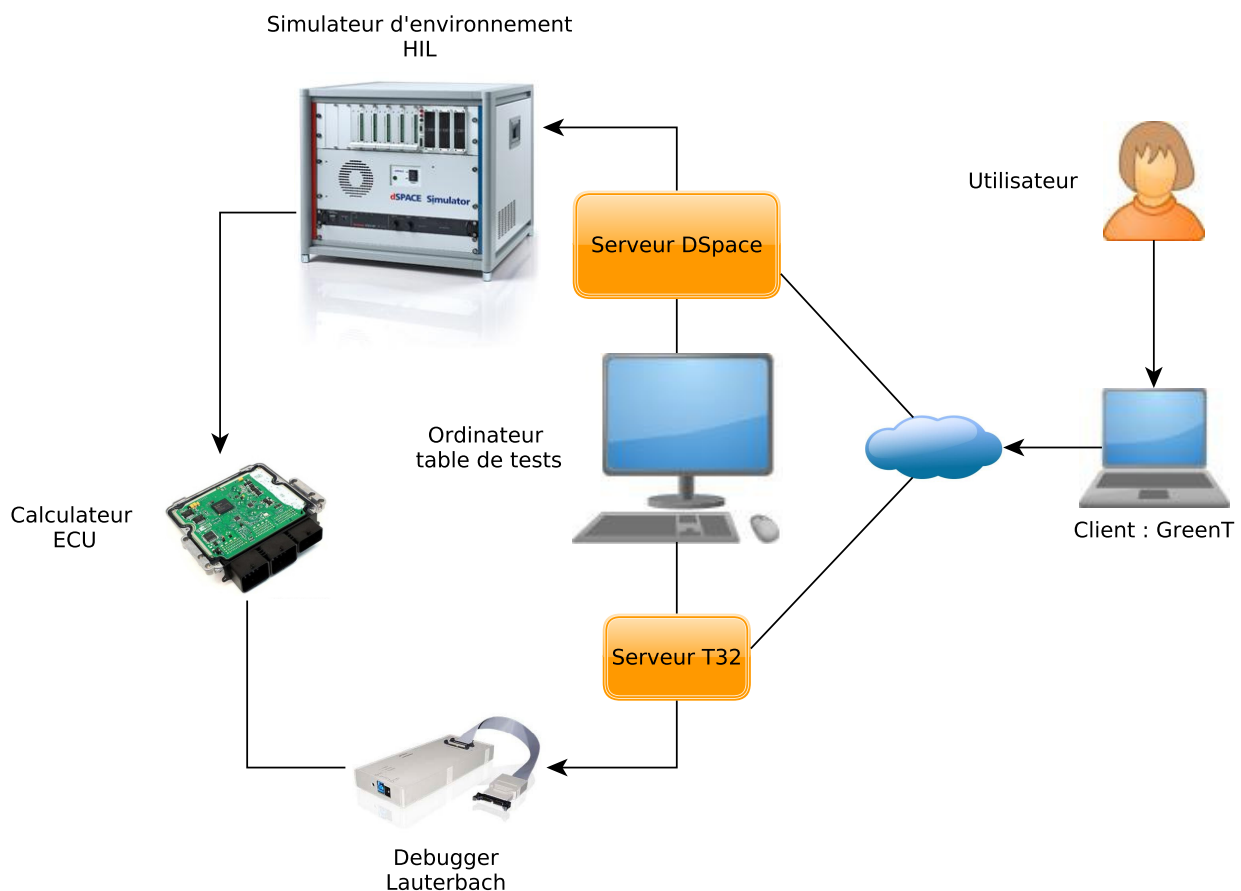 Simulateur d'environnement
HIL
dSPACE Simulator
Utilisateur
Serveur DSpace
Ordinateur
table de tests
Calculateur
ECU
Client : GreenT
Serveur T32
Debugger
Lauterbach